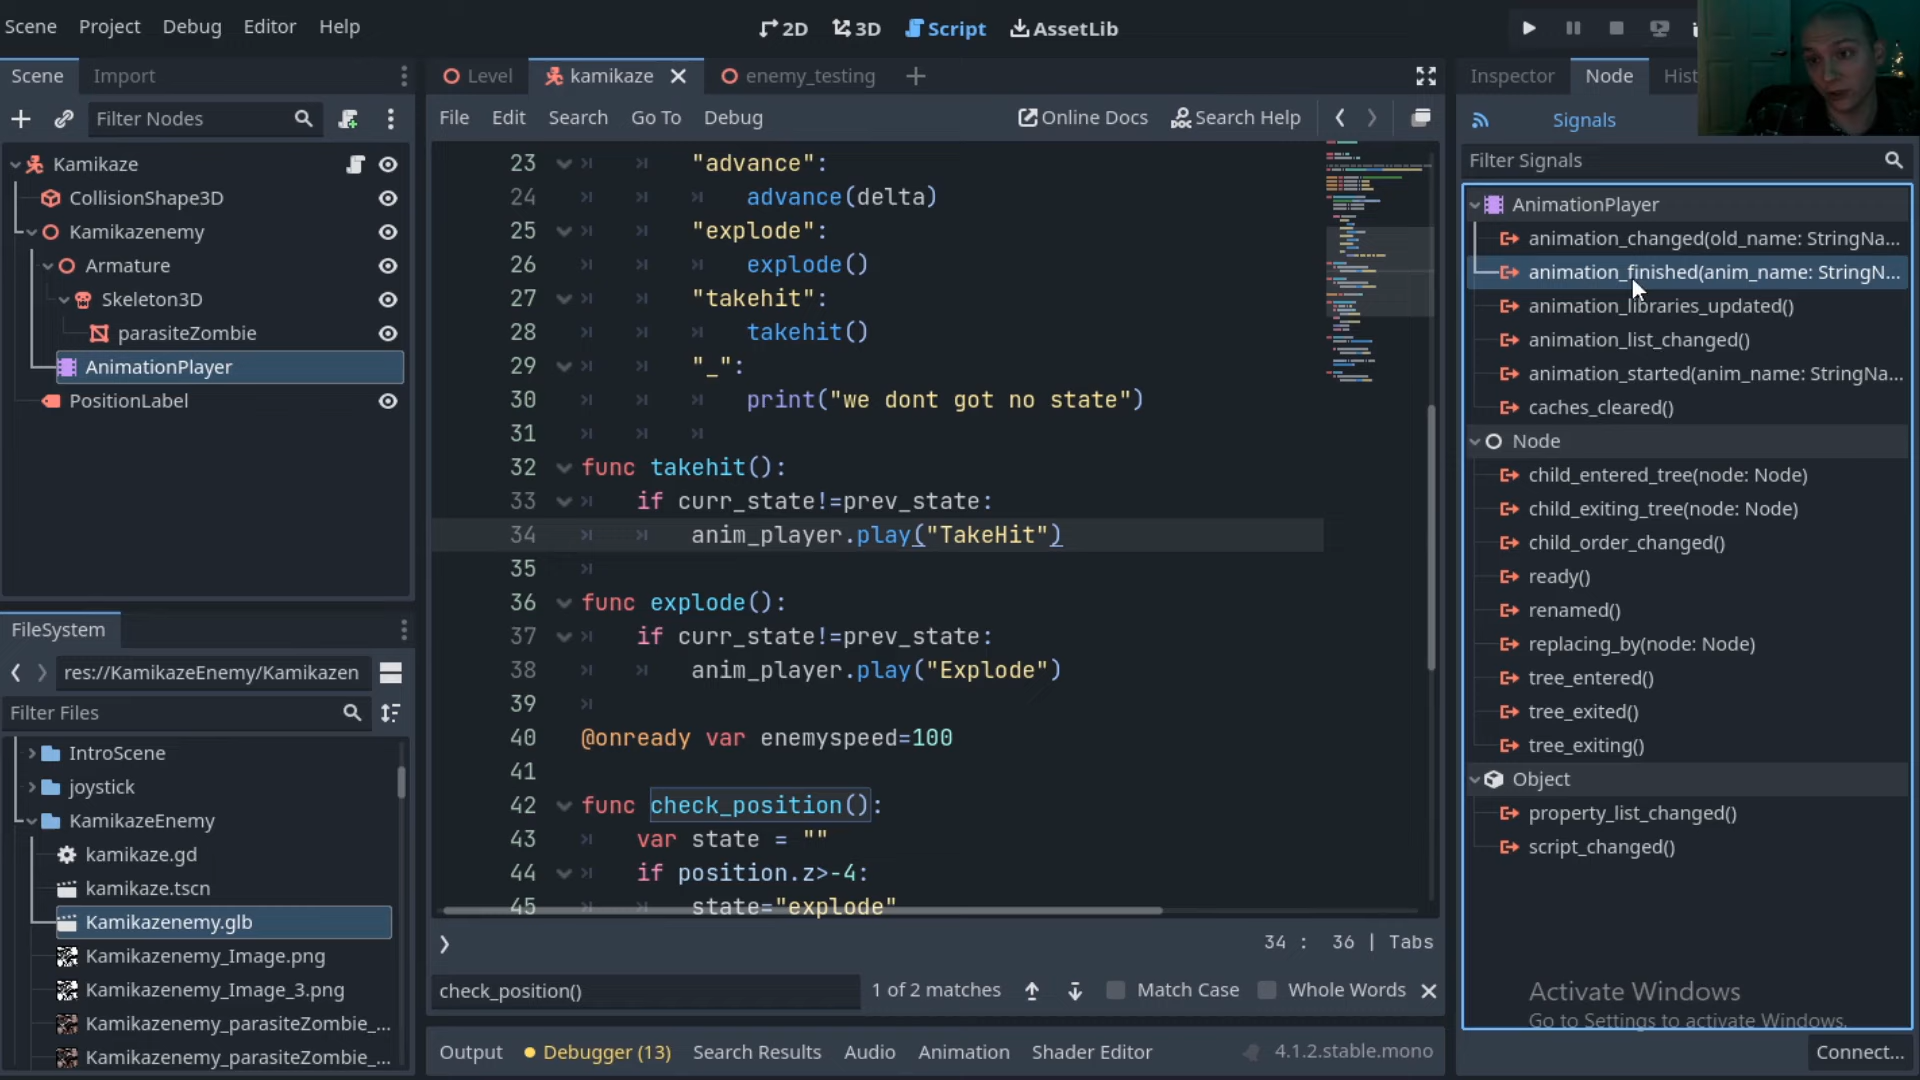 Scene Project Debug Editor Help
2D 3D Script AssetLib
Scene Import
Filter Nodes
Kamikaze
CollisionShape3D
Kamikazenemy
Armature
Skeleton3D
parasiteZombie
AnimationPlayer
PositionLabel
FileSystem
res://KamikazeEnemy/Kamikazen
Filter Files
IntroScene
joystick
KamikazeEnemy
kamikaze.gd
kamikaze.tscn
Kamikazenemy.glb
Kamikazenemy_Image.png
Kamikazenemy_Image_3.png
Kamikazenemy_parasiteZombie_...
Kamikazenemy_parasiteZombie_...
Level kamikaze enemy_testing
File Edit Search Go To Debug Online Docs Search Help
23 "advance":
24 advance(delta)
25 "explode":
26 explode()
27 "takehit":
28 takehit()
29 "_":
30 print("we dont got no state")
31
32 func takehit():
33 if curr_state!=prev_state:
34 anim_player.play("TakeHit")
35
36 func explode():
37 if curr_state!=prev_state:
38 anim_player.play("Explode")
39
40 @onready var enemyspeed=100
41
42 func check_position():
43 var state = ""
44 if position.z>-4:
45 state="explode"
34 : 36 | Tabs
check_position() 1 of 2 matches Match Case Whole Words
Output Debugger (13) Search Results Audio Animation Shader Editor 4.1.2.stable.mono
Inspector Node Hist
Signals
Filter Signals
AnimationPlayer
animation_changed(old_name: StringNa...
animation_finished(anim_name: StringN...
animation_libraries_updated()
animation_list_changed()
animation_started(anim_name: StringNa...
caches_cleared()
Node
child_entered_tree(node: Node)
child_exiting_tree(node: Node)
child_order_changed()
ready()
renamed()
replacing_by(node: Node)
tree_entered()
tree_exited()
tree_exiting()
Object
property_list_changed()
script_changed()
Activate Windows
Go to Settings to activate Windows.
Connect...